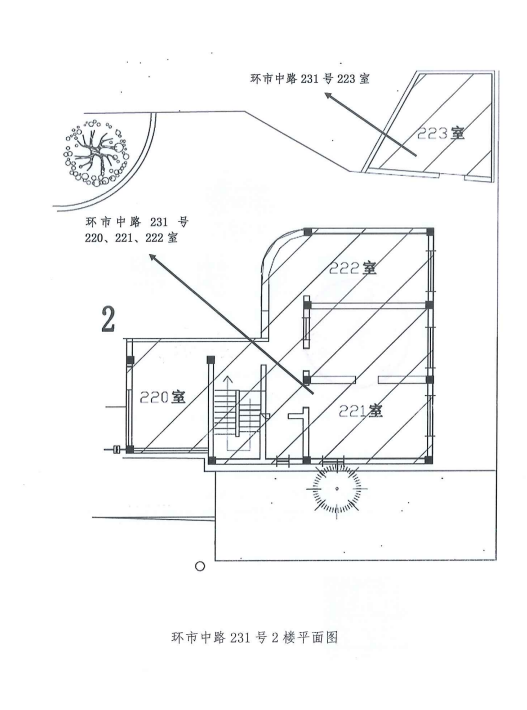 环市中路 231 号 223 室
223室
环市中路 231 号
220、221、222 室
222室
2
220室
221室
环市中路 231 号 2 楼平面图